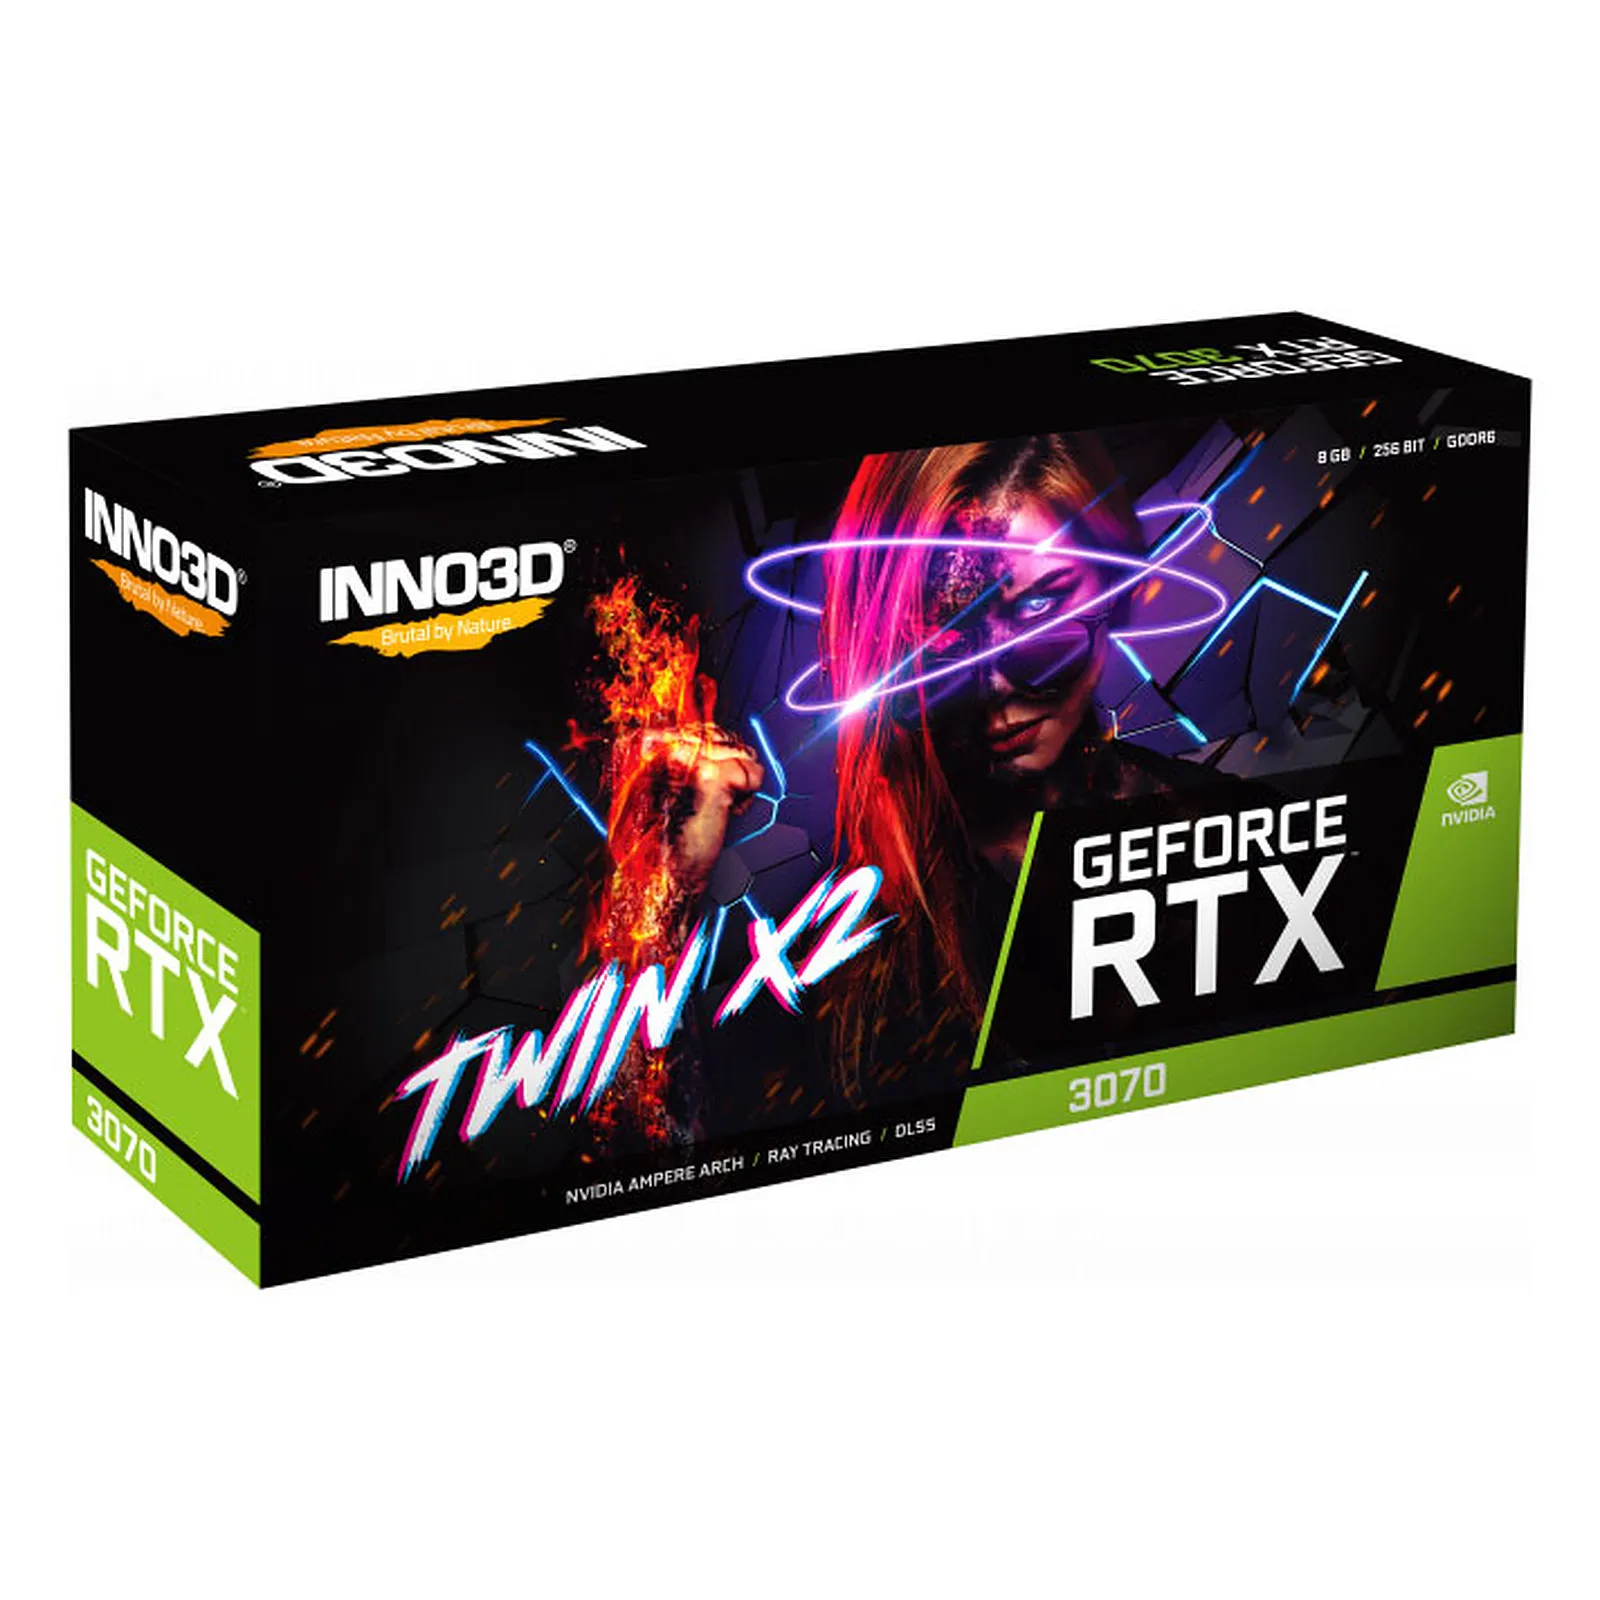 GEFORCE
RTX 3070
INNO3D®
Brutal by Nature
INNO3D®
Brutal by Nature
GEFORCE
RTX
3070
INNO3D®
Brutal by Nature
8 GB / 256 BIT / GDDR6
TWIN X2
GEFORCE
RTX™
3070
NVIDIA
NVIDIA AMPERE ARCH / RAY TRACING / DLSS